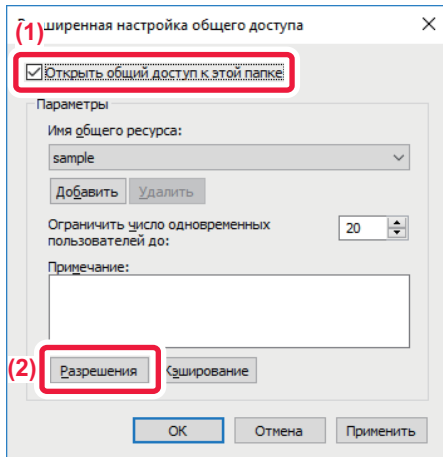 (1)
Расширенная настройка общего доступа
Открыть общий доступ к этой папке
Параметры
Имя общего ресурса:
sample
Добавить Удалить
Ограничить число одновременных пользователей до: 20
Примечание:
(2)
Разрешения Кэширование
ОК Отмена Применить